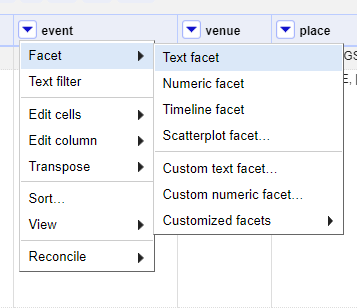 event venue place
Facet
Text filter
Edit cells
Edit column
Transpose
Sort...
View
Reconcile
Text facet
Numeric facet
Timeline facet
Scatterplot facet...
Custom text facet...
Custom numeric facet...
Customized facets